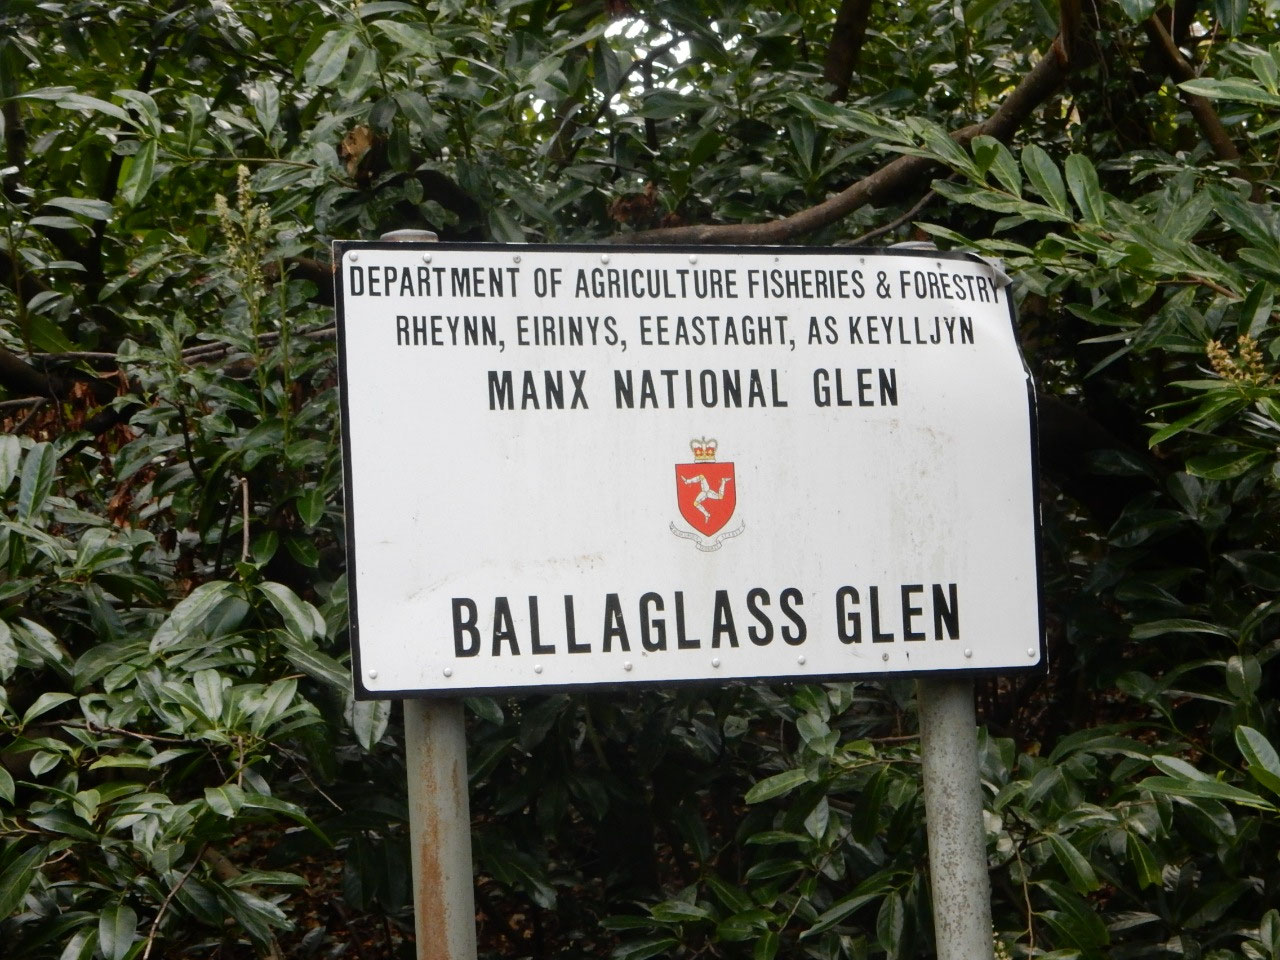 DEPARTMENT OF AGRICULTURE FISHERIES & FORESTRY
RHEYNN, EIRINYS, EEASTAGHT, AS KEYLLJYN
MANX NATIONAL GLEN
BALLAGLASS GLEN